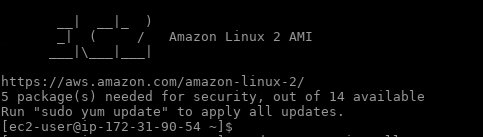 __|  __|_  )
_|  (     /   Amazon Linux 2 AMI
___|\___|___|
https://aws.amazon.com/amazon-linux-2/
5 package(s) needed for security, out of 14 available
Run "sudo yum update" to apply all updates.
[ec2-user@ip-172-31-90-54 ~]$